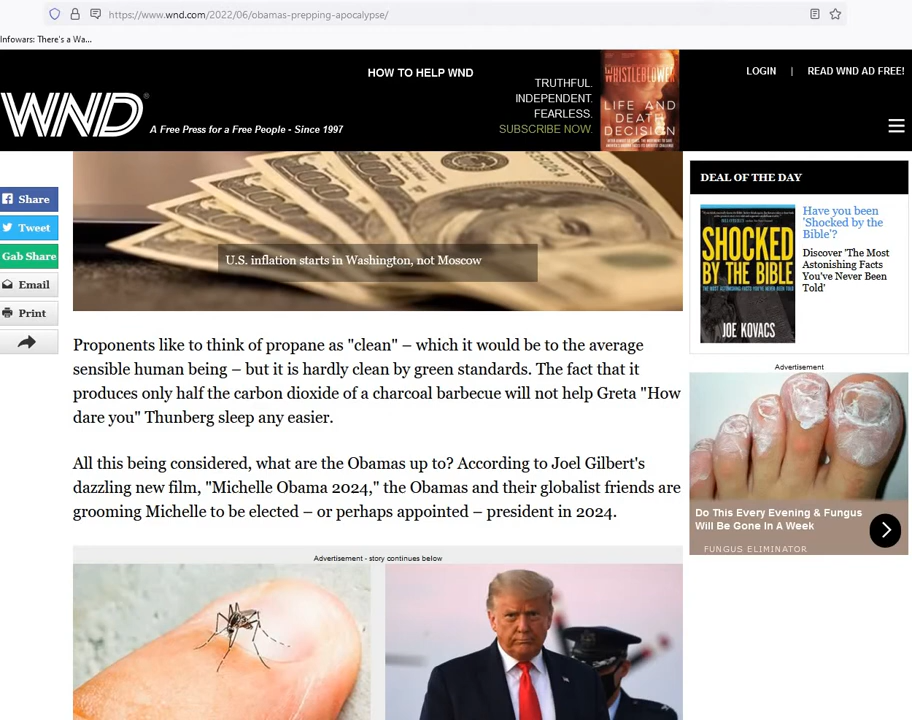 https://www.wnd.com/2022/06/obamas-prepping-apocalypse/
Infowars: There's a Wa...
HOW TO HELP WND
LOGIN | READ WND AD FREE!
WND
A Free Press for a Free People - Since 1997
TRUTHFUL.
INDEPENDENT.
FEARLESS.
SUBSCRIBE NOW.
WHISTLEBLOWER
LIFE AND
DEATH
DECISION
Share
Tweet
Gab Share
Email
Print
U.S. inflation starts in Washington, not Moscow
Proponents like to think of propane as "clean" – which it would be to the average
sensible human being – but it is hardly clean by green standards. The fact that it
produces only half the carbon dioxide of a charcoal barbecue will not help Greta "How
dare you" Thunberg sleep any easier.
All this being considered, what are the Obamas up to? According to Joel Gilbert's
dazzling new film, "Michelle Obama 2024," the Obamas and their globalist friends are
grooming Michelle to be elected – or perhaps appointed – president in 2024.
Advertisement - story continues below
DEAL OF THE DAY
SHOCKED
BY THE BIBLE
JOE KOVACS
Have you been
'Shocked by the
Bible'?
Discover 'The Most
Astonishing Facts
You've Never Been
Told'
Advertisement
Do This Every Evening & Fungus
Will Be Gone In A Week
FUNGUS ELIMINATOR